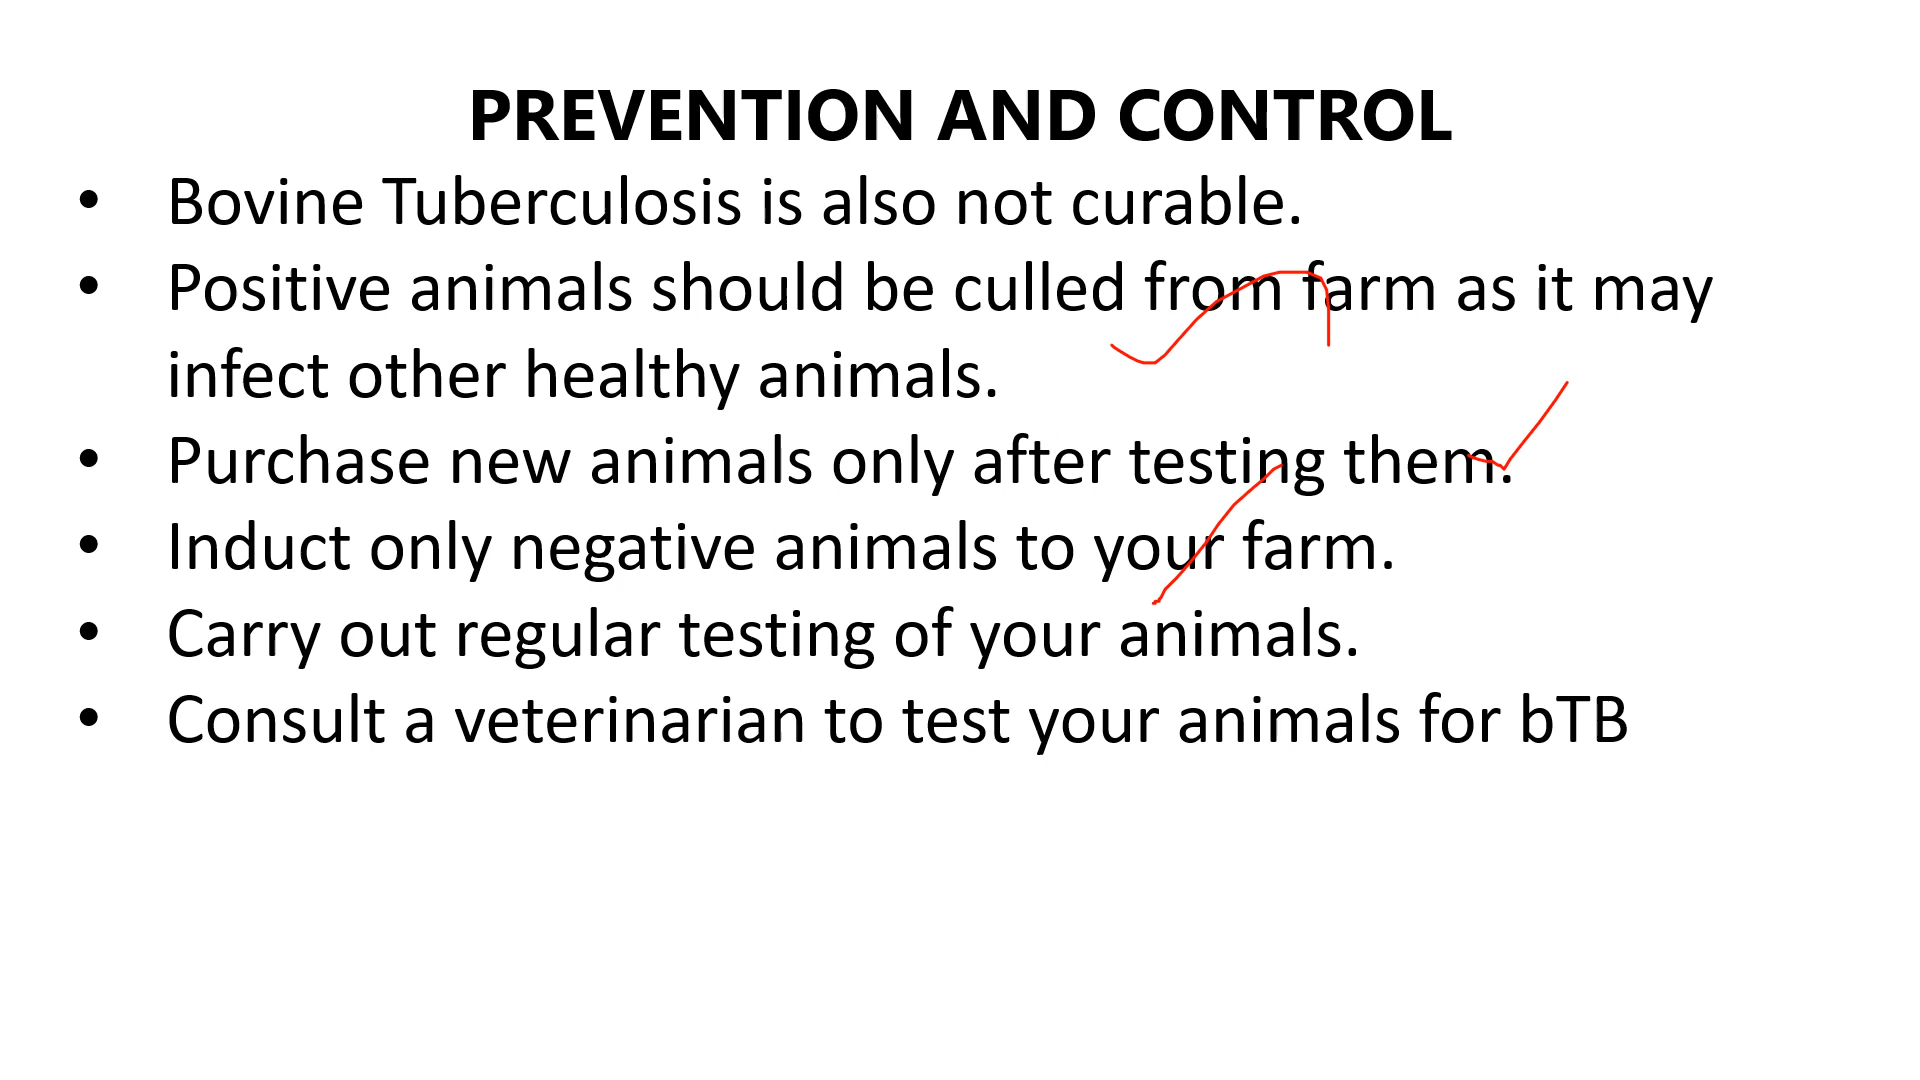 PREVENTION AND CONTROL
• Bovine Tuberculosis is also not curable.
• Positive animals should be culled from farm as it may
infect other healthy animals.
• Purchase new animals only after testing them.
• Induct only negative animals to your farm.
• Carry out regular testing of your animals.
• Consult a veterinarian to test your animals for bTB